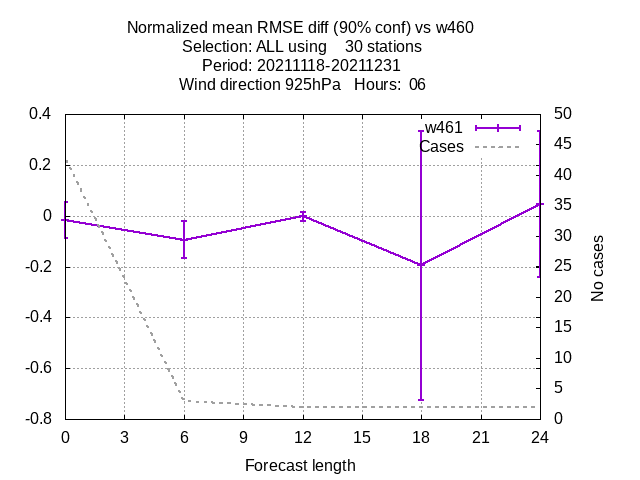 Normalized mean RMSE diff (90% conf) vs w460
Selection: ALL using    30 stations
Period: 20211118-20211231
Wind direction 925hPa   Hours:  06
0.4
0.2
0
-0.2
-0.4
-0.6
-0.8
50
45
40
35
30
25
20
15
10
5
0
w461
Cases
No cases
0 3 6 9 12 15 18 21 24
Forecast length